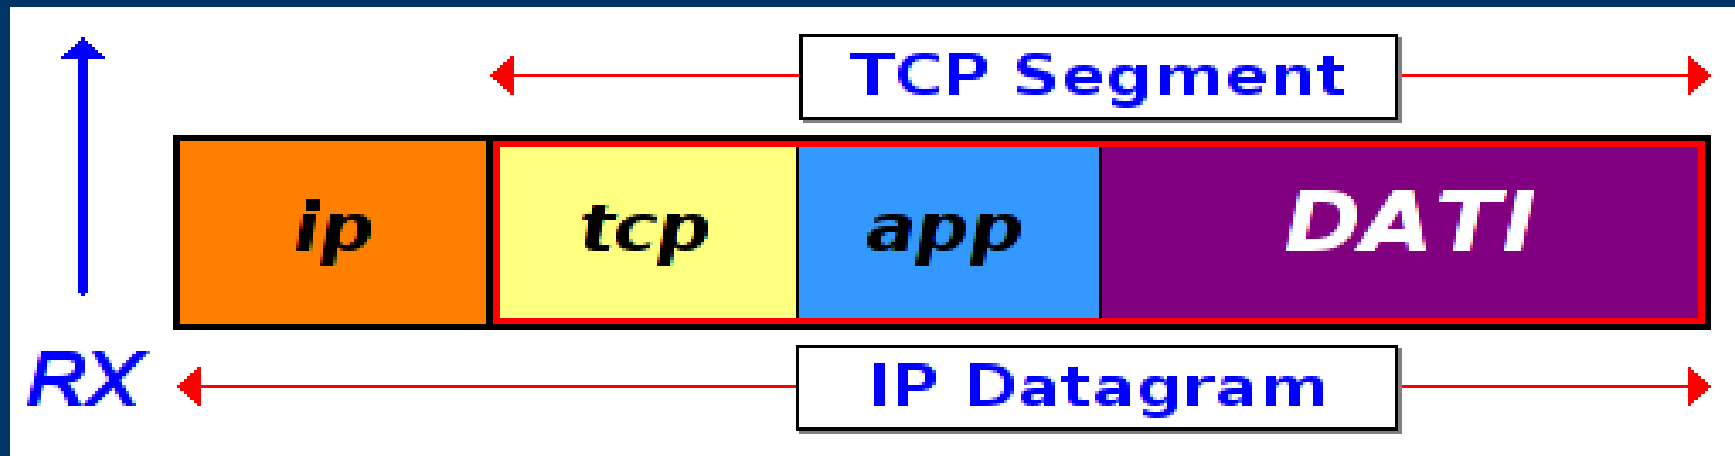 TCP Segment
ip tcp app DATI
RX
IP Datagram